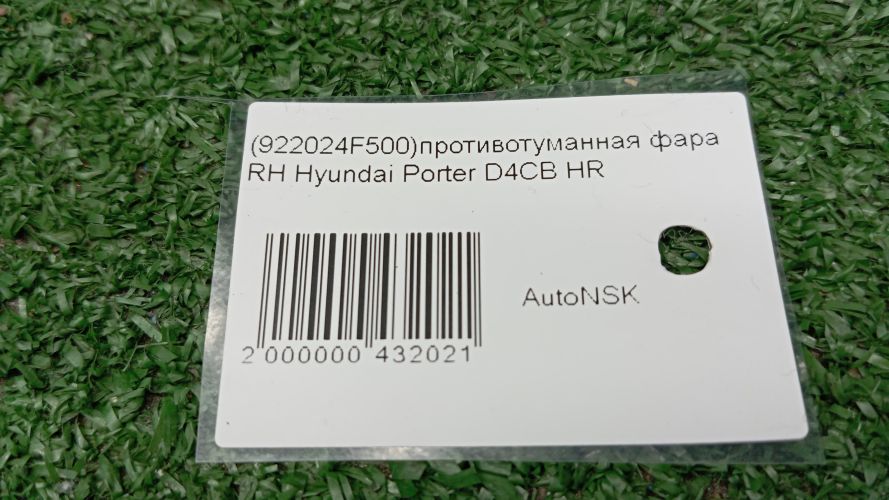 (922024F500)противотуманная фара
RH Hyundai Porter D4CB HR
AutoNSK
2 000000 432021